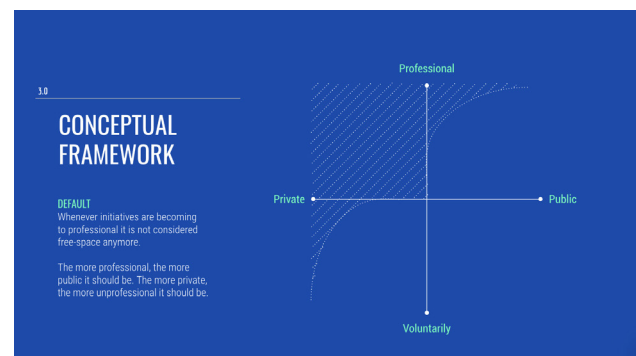 3.0
CONCEPTUAL
FRAMEWORK
DEFAULT
Whenever initiatives are becoming
to professional it is not considered
free-space anymore.
The more professional, the more
public it should be. The more private,
the more unprofessional it should be.
Professional
Private
Public
Voluntarily